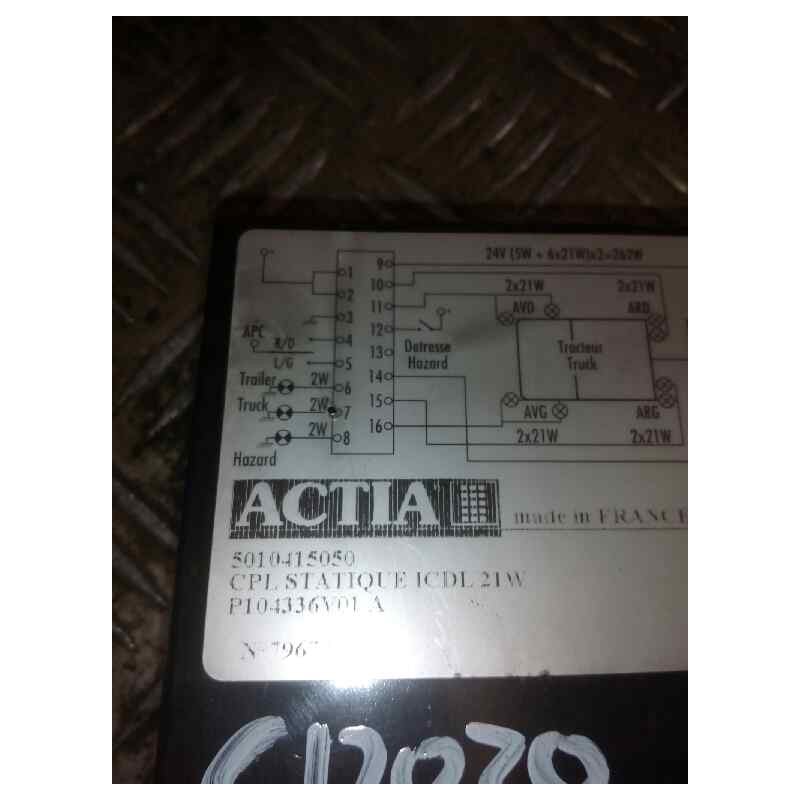 24V (5W + 6x21W)x2=262W
1
2
3
4
5
6
7
8
9
10
11
12
13
14
15
16
APC
R/D
L/G
Trailer 2W
Truck 2W
2W
Hazard
Detresse
Hazard
2x21W
2x21W
AVD
ARD
Tracteur
Truck
AVG
ARG
2x21W
2x21W
ACTIA
made in FRANCE
5010415050
CPL STATIQUE ICDL 21W
P104336V01 A
C12070